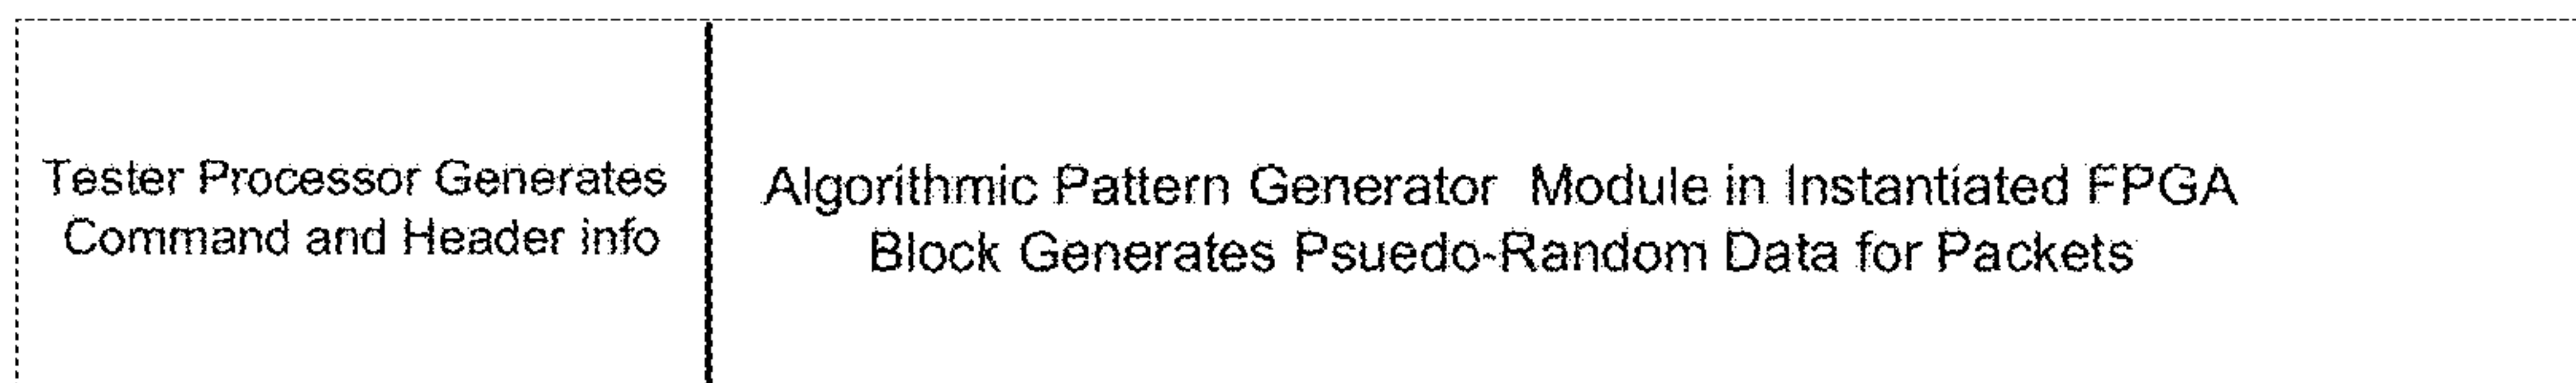 Tester Processor Generates
Command and Header info
Algorithmic Pattern Generator Module in Instantiated FPGA
Block Generates Psuedo-Random Data for Packets